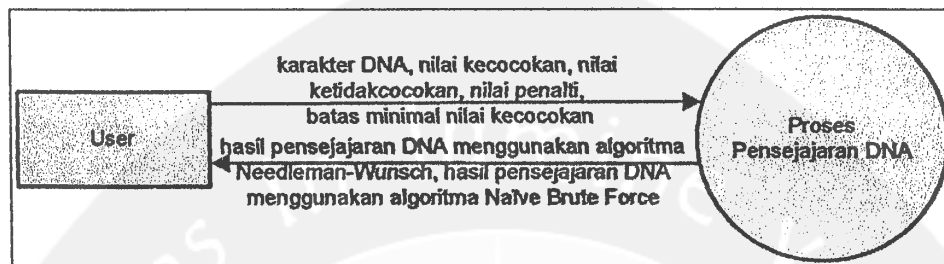 karakter DNA, nilai kecocokan, nilai
ketidakcocokan, nilai penalti,
batas minimal nilai kecocokan
User
hasil pensejajaran DNA menggunakan algoritma
Needleman-Wunsch, hasil pensejajaran DNA
menggunakan algoritma Naïve Brute Force
Proses
Pensejajaran DNA